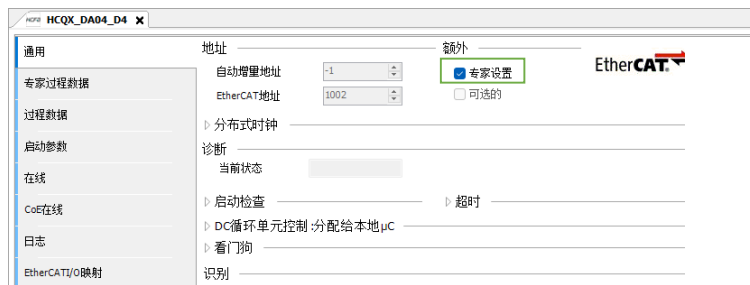 HCFA HCQX_DA04_D4 x
通用
专家过程数据
过程数据
启动参数
在线
CoE在线
日志
EtherCATI/O映射
地址
自动增量地址 -1
EtherCAT地址 1002
额外
专家设置
可选的
EtherCAT.
分布式时钟
诊断
当前状态
启动检查
超时
DC循环单元控制:分配给本地μC
看门狗
识别